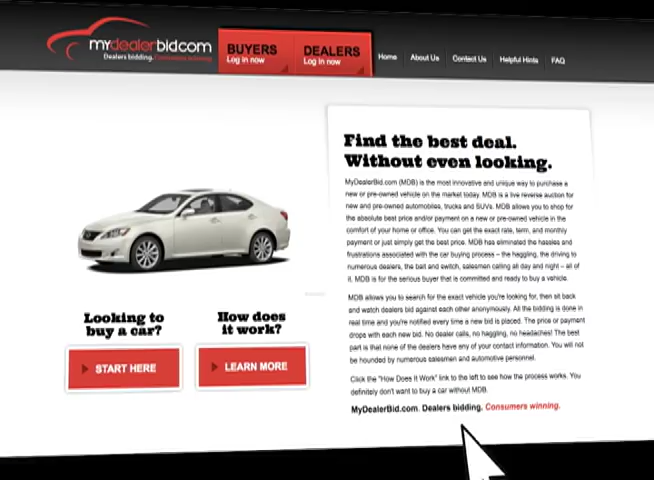 mydealerbid.com
Dealers bidding. Consumers winning.
BUYERS
Log in now
DEALERS
Log in now
Home
About Us
Contact Us
Helpful Hints
FAQ
Find the best deal.
Without even looking.
MyDealerBid.com (MDB) is the most innovative and unique way to purchase a
new or pre-owned vehicle on the market today. MDB is a live reverse auction for
new and pre-owned automobiles, trucks and SUVs. MDB allows you to shop for
the absolute best price and/or payment on a new or pre-owned vehicle in the
comfort of your home or office. You can get the exact rate, term, and monthly
payment or just simply get the best price. MDB has eliminated the hassles and
frustrations associated with the car buying process – the haggling, the driving to
numerous dealers, the bait and switch, salesmen calling all day and night – all of
it. MDB is for the serious buyer that is committed and ready to buy a vehicle.
MDB allows you to search for the exact vehicle you're looking for, then sit back
and watch dealers bid against each other anonymously. All the bidding is done in
real time and you're notified every time a new bid is placed. The price or payment
drops with each new bid. No dealer calls, no haggling, no headaches! The best
part is that none of the dealers have any of your contact information. You will not
be hounded by numerous salesmen and automotive personnel.
Click the "How Does It Work" link to the left to see how the process works. You
definitely don't want to buy a car without MDB.
MyDealerBid.com. Dealers bidding. Consumers winning.
Looking to
buy a car?
START HERE
How does
it work?
LEARN MORE